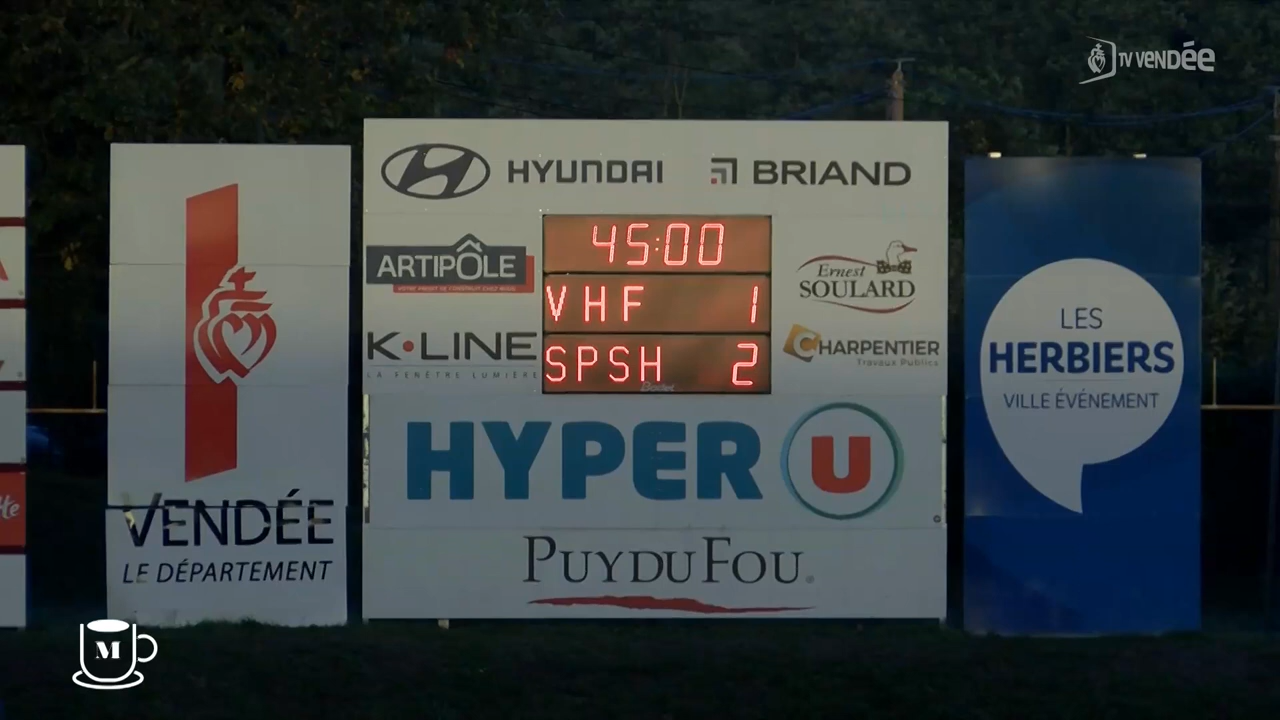 TV VENDÉE
HYUNDAI
BRIAND
ARTIPÔLE
45:00
Ernest
SOULARD
VHF 1
K·LINE
LA FENÊTRE LUMIÈRE
SPSH 2
Bodet
CHARPENTIER
Travaux Publics
LES
HERBIERS
VILLE ÉVÉNEMENT
HYPER U
VENDÉE
LE DÉPARTEMENT
PUY DU FOU
M